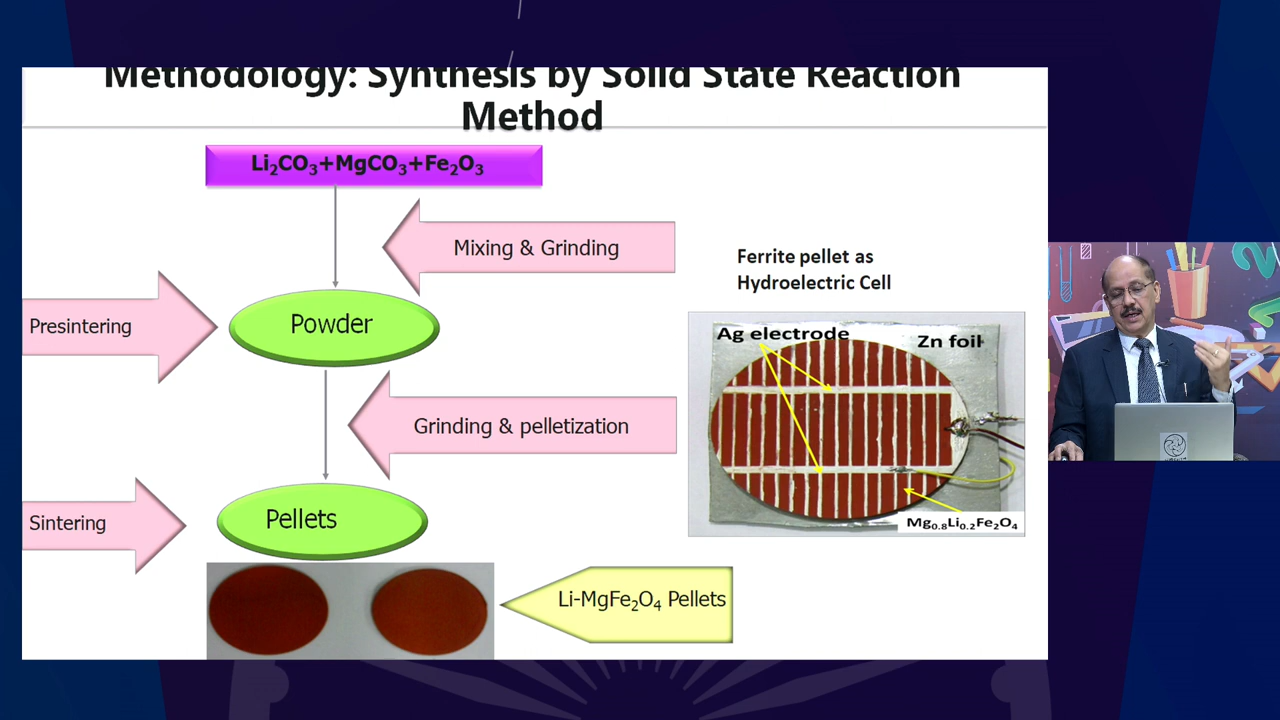 Methodology: Synthesis by Solid State Reaction
Method
Li₂CO₃+MgCO₃+Fe₂O₃
Mixing & Grinding
Presintering
Powder
Grinding & pelletization
Sintering
Pellets
Li-MgFe₂O₄ Pellets
Ferrite pellet as
Hydroelectric Cell
Ag electrode
Zn foil
Mg₀.₈Li₀.₂Fe₂O₄